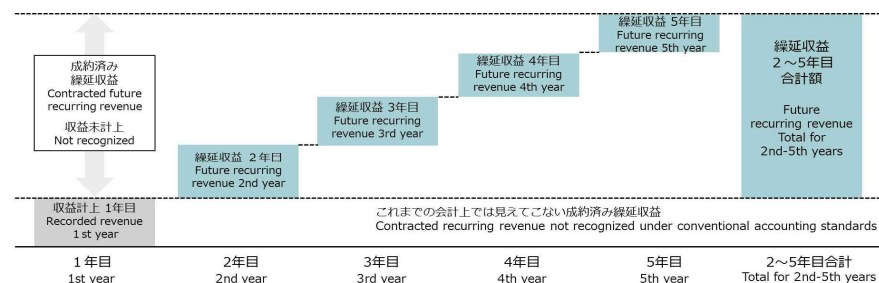 成約済み
繰延収益
Contracted future
recurring revenue
収益未計上
Not recognized
収益計上 1年目
Recorded revenue
1st year
繰延収益 2年目
Future recurring
revenue 2nd year
繰延収益 3年目
Future recurring
revenue 3rd year
繰延収益 4年目
Future recurring
revenue 4th year
繰延収益 5年目
Future recurring
revenue 5th year
繰延収益
2～5年目
合計額
Future
recurring revenue
Total for
2nd-5th years
これまでの会計上では見えてこない成約済み繰延収益
Contracted recurring revenue not recognized under conventional accounting standards
1年目
1st year
2年目
2nd year
3年目
3rd year
4年目
4th year
5年目
5th year
2～5年目合計
Total for 2nd-5th years